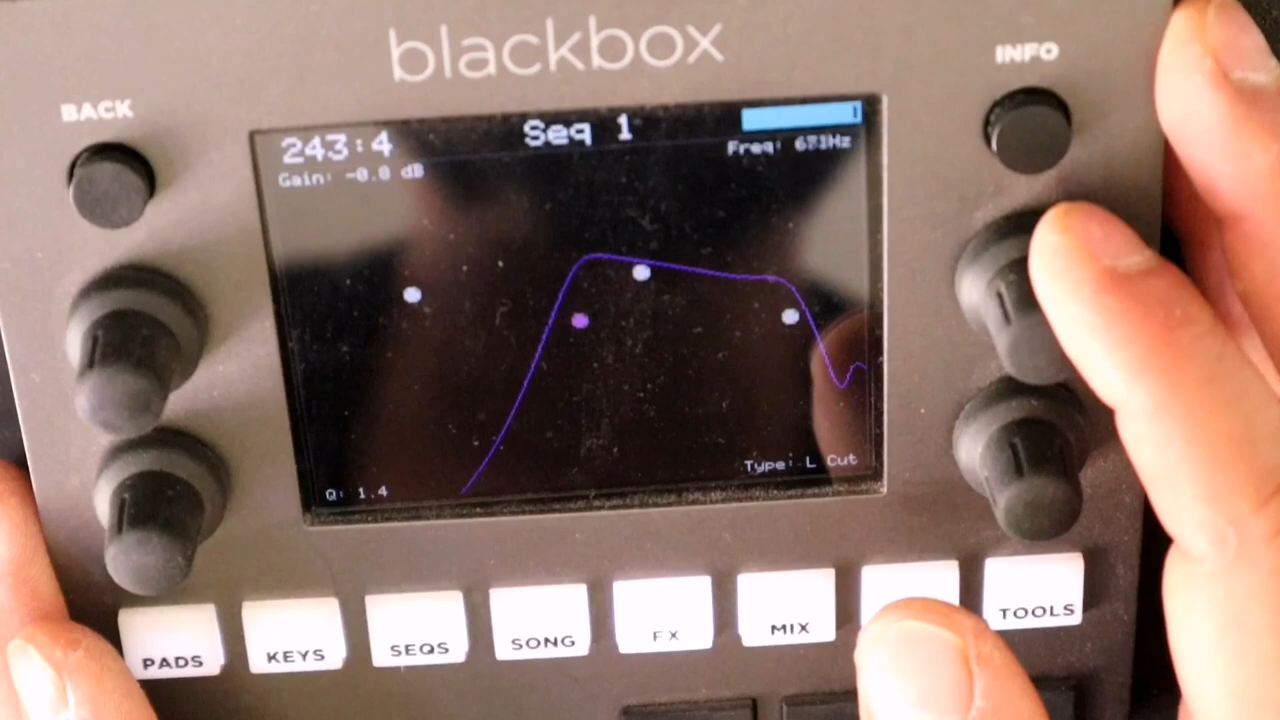 blackbox
INFO
BACK
243:4
Seq 1
Gain: -0.0 dB
Freq:
Type: L Cut
Q: 1.4
PADS
KEYS
SEQS
SONG
FX
MIX
TOOLS